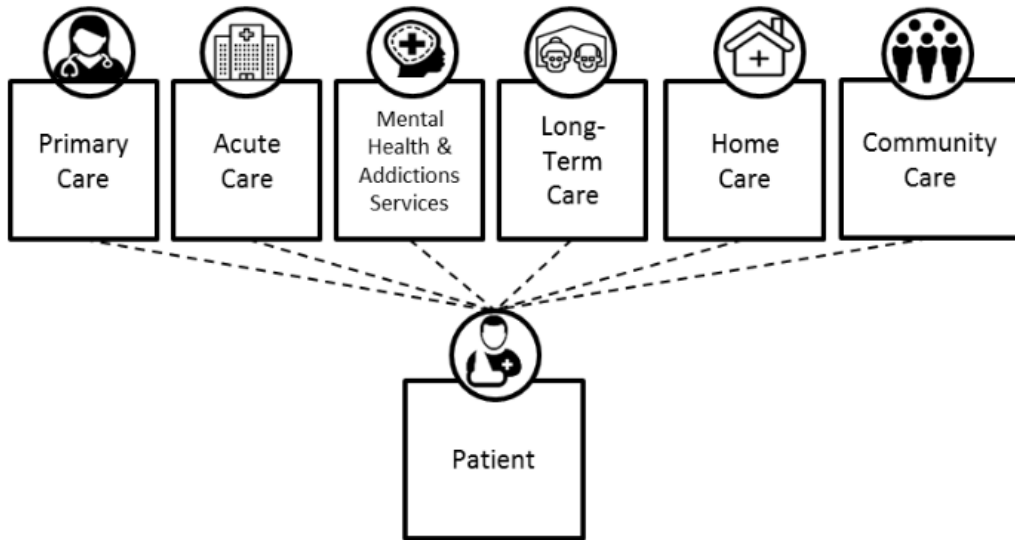 Primary
Care
Acute
Care
Mental
Health &
Addictions
Services
Long-
Term
Care
Home
Care
Community
Care
Patient